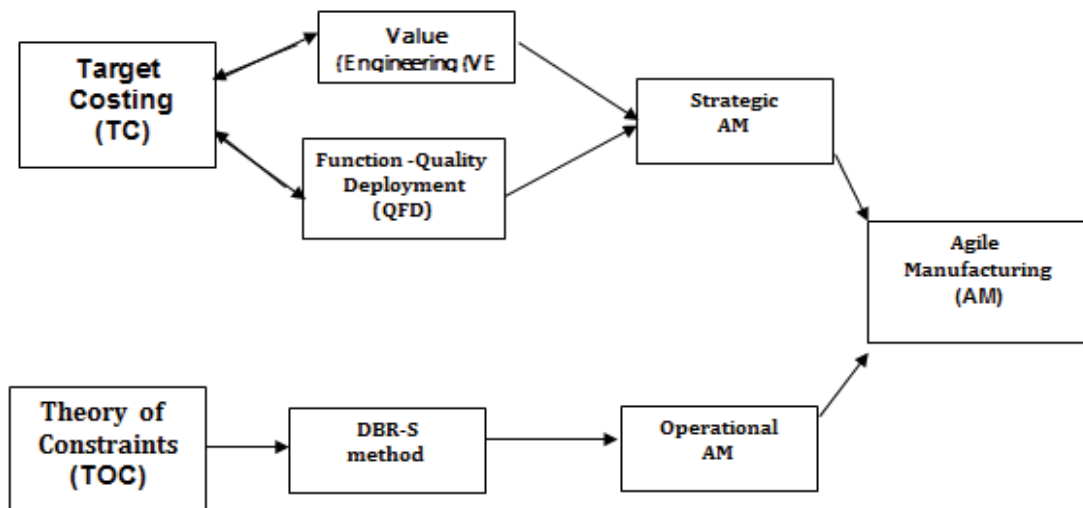 Target
Costing
(TC)
Value
(Engineering (VE
Function -Quality
Deployment
(QFD)
Strategic
AM
Agile
Manufacturing
(AM)
Theory of
Constraints
(TOC)
DBR-S
method
Operational
AM